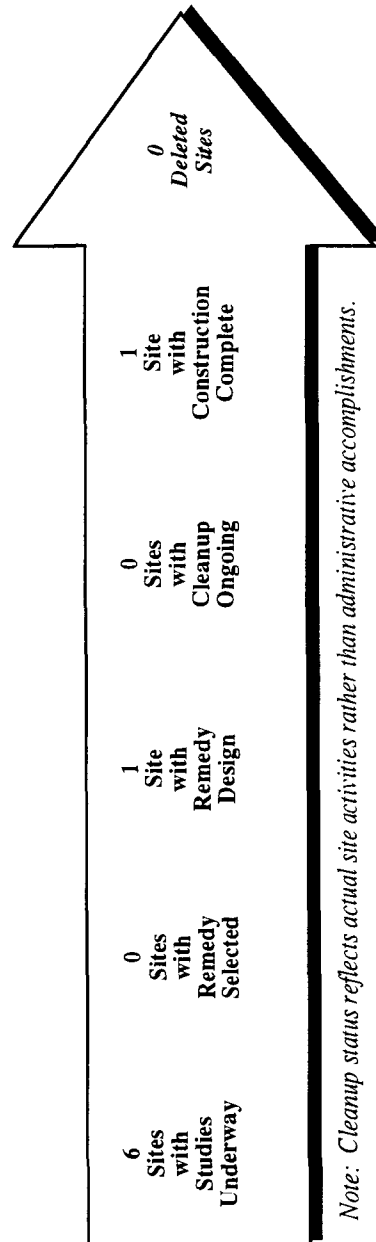 6
Sites
with
Studies
Underway
0
Sites
with
Remedy
Selected
1
Site
with
Remedy
Design
0
Sites
with
Cleanup
Ongoing
1
Site
with
Construction
Complete
0
Deleted
Sites
Note: Cleanup status reflects actual site activities rather than administrative accomplishments.